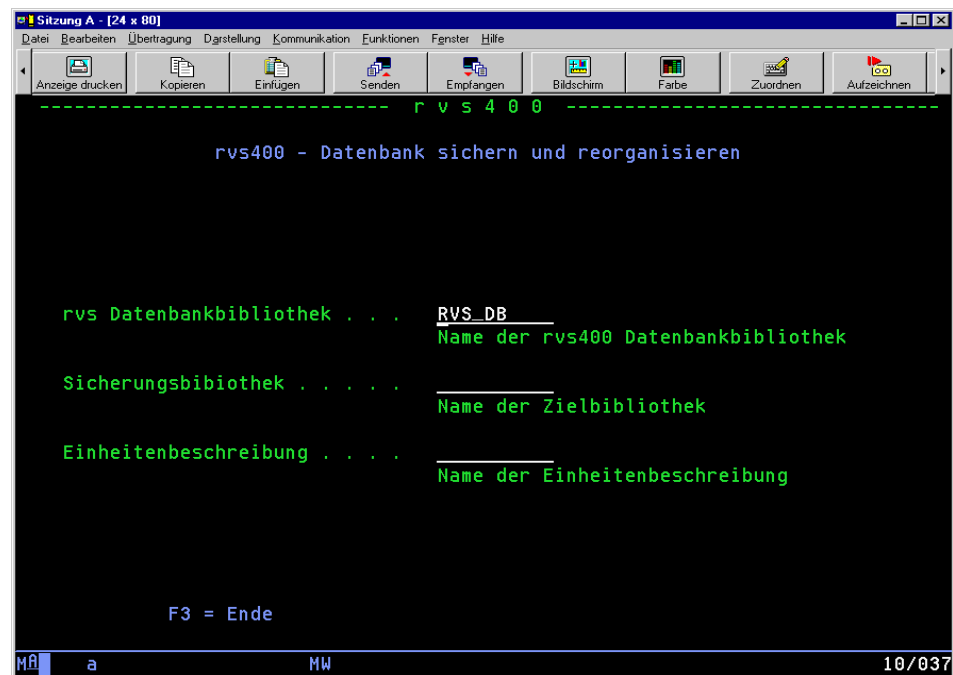 Sitzung A - [24 x 80]
Datei Bearbeiten Übertragung Darstellung Kommunikation Funktionen Fenster Hilfe
Anzeige drucken Kopieren Einfügen Senden Empfangen Bildschirm Farbe Zuordnen Aufzeichnen
------------------------------ r v s 4 0 0 --------------------------------
rvs400 - Datenbank sichern und reorganisieren
rvs Datenbankbibliothek . . . RVS_DB
Name der rvs400 Datenbankbibliothek
Sicherungsbibiothek . . . . .
Name der Zielbibliothek
Einheitenbeschreibung . . . .
Name der Einheitenbeschreibung
F3 = Ende
MA a MW 10/037